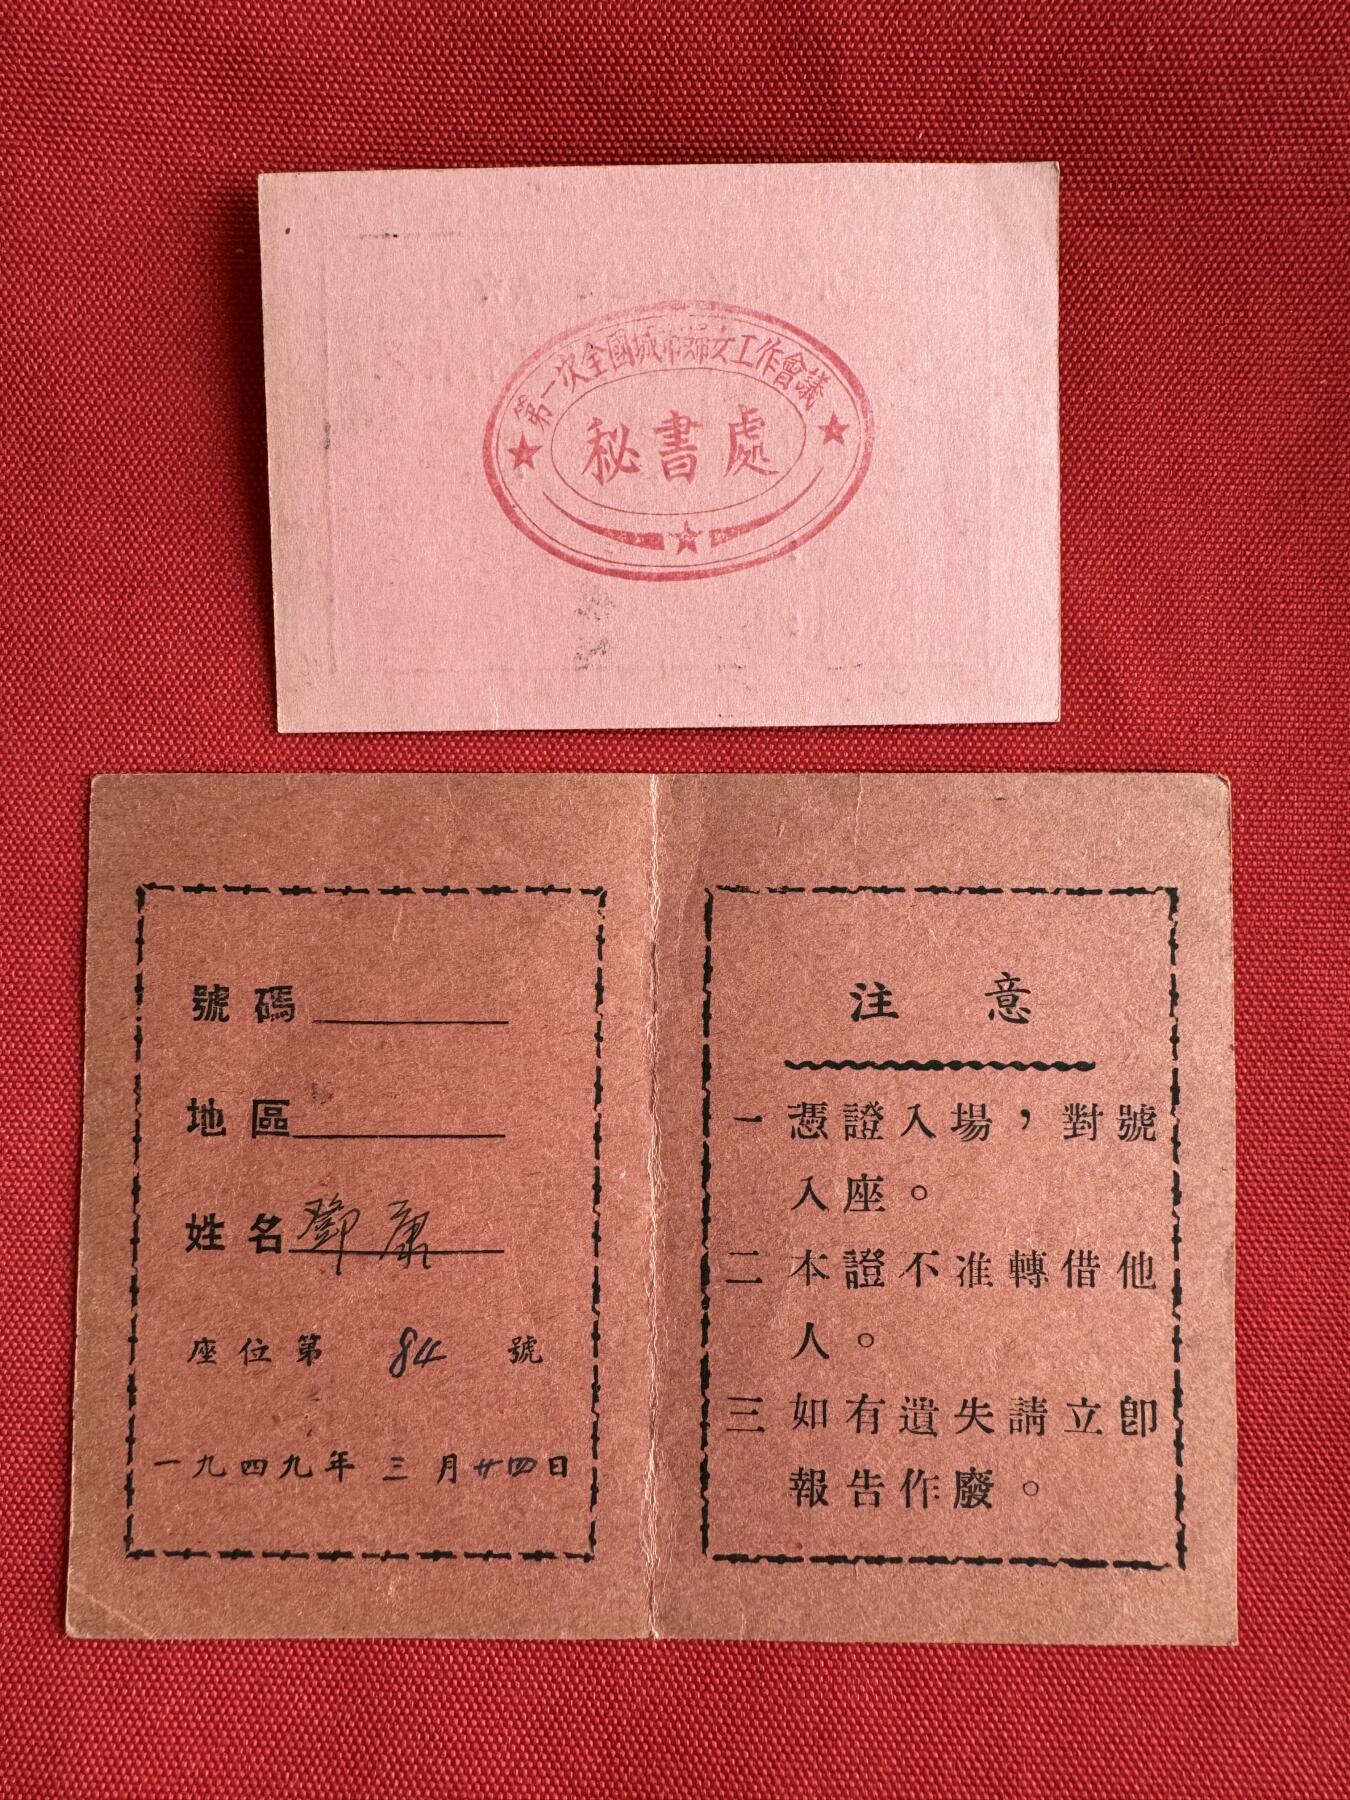 第一次全國城市婦女工作會議
秘書處
號碼
地區
姓名 鄧康
座位第 84 號
一九四九年 三 月廿四日
注意
一 憑證入場，對號
入座。
二 本證不准轉借他
人。
三 如有遺失請立即
報告作廢。